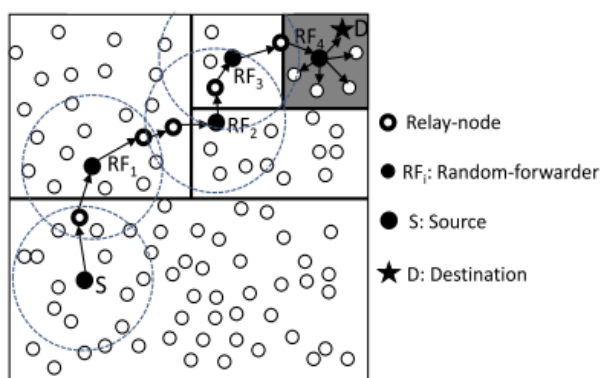 D
RF4
RF3
RF2
RF1
S
Relay-node
RFi: Random-forwarder
S: Source
D: Destination